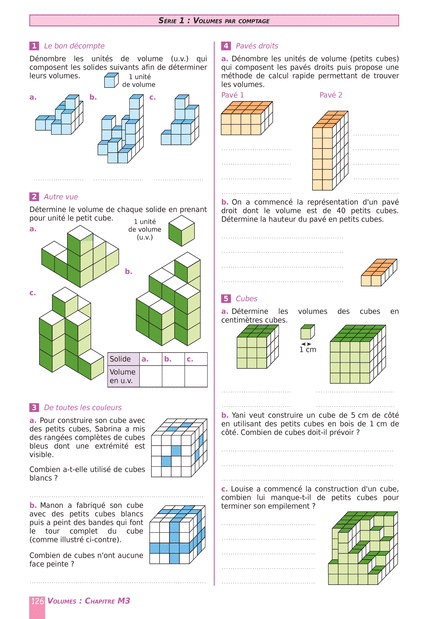 SÉRIE 1 : VOLUMES PAR COMPTAGE
1 Le bon décompte
Dénombre les unités de volume (u.v.) qui
composent les solides suivants afin de déterminer
leurs volumes.
1 unité
de volume
a.
b.
c.
2 Autre vue
Détermine le volume de chaque solide en prenant
pour unité le petit cube.
1 unité
de volume
(u.v.)
a.
b.
c.
Solide a. b. c.
Volume
en u.v.
3 De toutes les couleurs
a. Pour construire son cube avec
des petits cubes, Sabrina a mis
des rangées complètes de cubes
bleus dont une extrémité est
visible.
Combien a-t-elle utilisé de cubes
blancs ?
b. Manon a fabriqué son cube
avec des petits cubes blancs
puis a peint des bandes qui font
le tour complet du cube
(comme illustré ci-contre).
Combien de cubes n'ont aucune
face peinte ?
4 Pavés droits
a. Dénombre les unités de volume (petits cubes)
qui composent les pavés droits puis propose une
méthode de calcul rapide permettant de trouver
les volumes.
Pavé 1
Pavé 2
b. On a commencé la représentation d'un pavé
droit dont le volume est de 40 petits cubes.
Détermine la hauteur du pavé en petits cubes.
5 Cubes
a. Détermine les volumes des cubes en
centimètres cubes.
1 cm
b. Yani veut construire un cube de 5 cm de côté
en utilisant des petits cubes en bois de 1 cm de
côté. Combien de cubes doit-il prévoir ?
c. Louise a commencé la construction d'un cube,
combien lui manque-t-il de petits cubes pour
terminer son empilement ?
126 VOLUMES : CHAPITRE M3